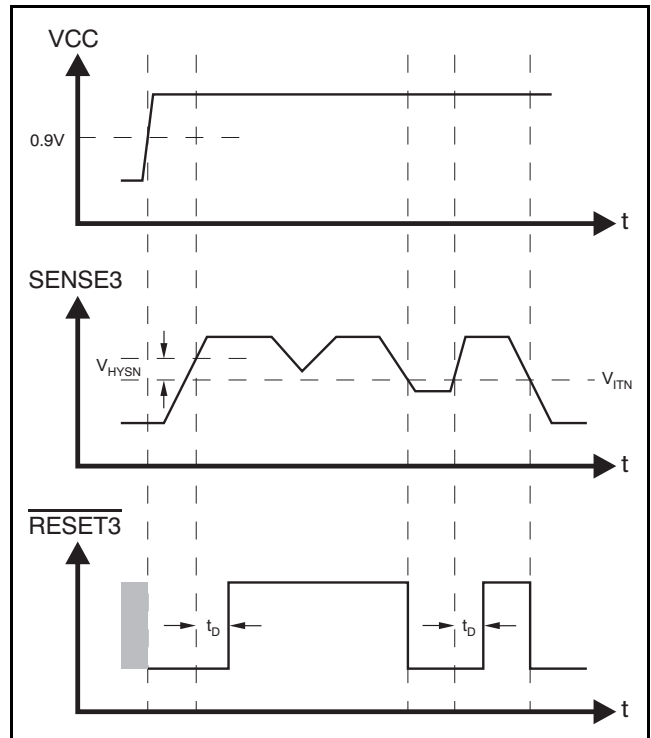 VCC
0.9V
t
SENSE3
VHYSN
VITN
t
RESET3
tD
tD
t